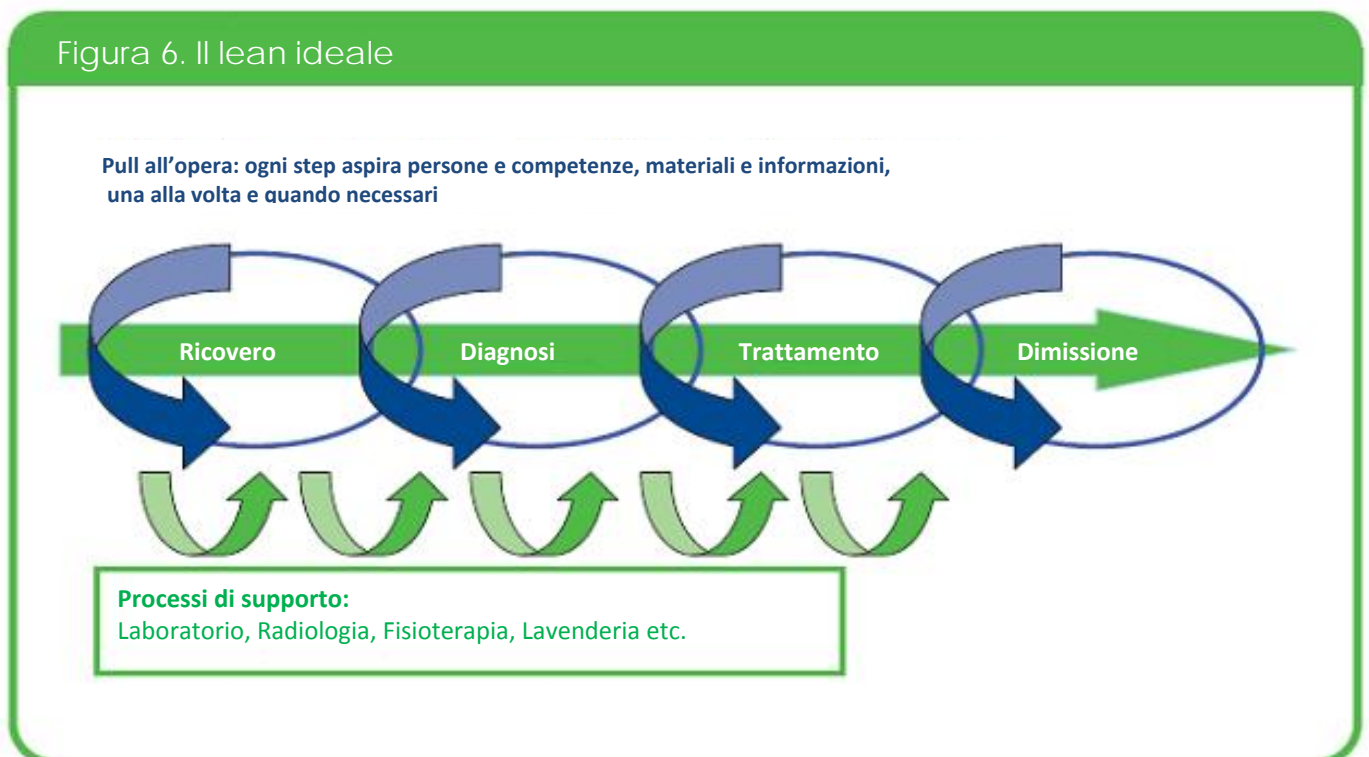 Figura 6. Il lean ideale
Pull all’opera: ogni step aspira persone e competenze, materiali e informazioni,
una alla volta e quando necessari
Ricovero Diagnosi Trattamento Dimissione
Processi di supporto:
Laboratorio, Radiologia, Fisioterapia, Lavenderia etc.